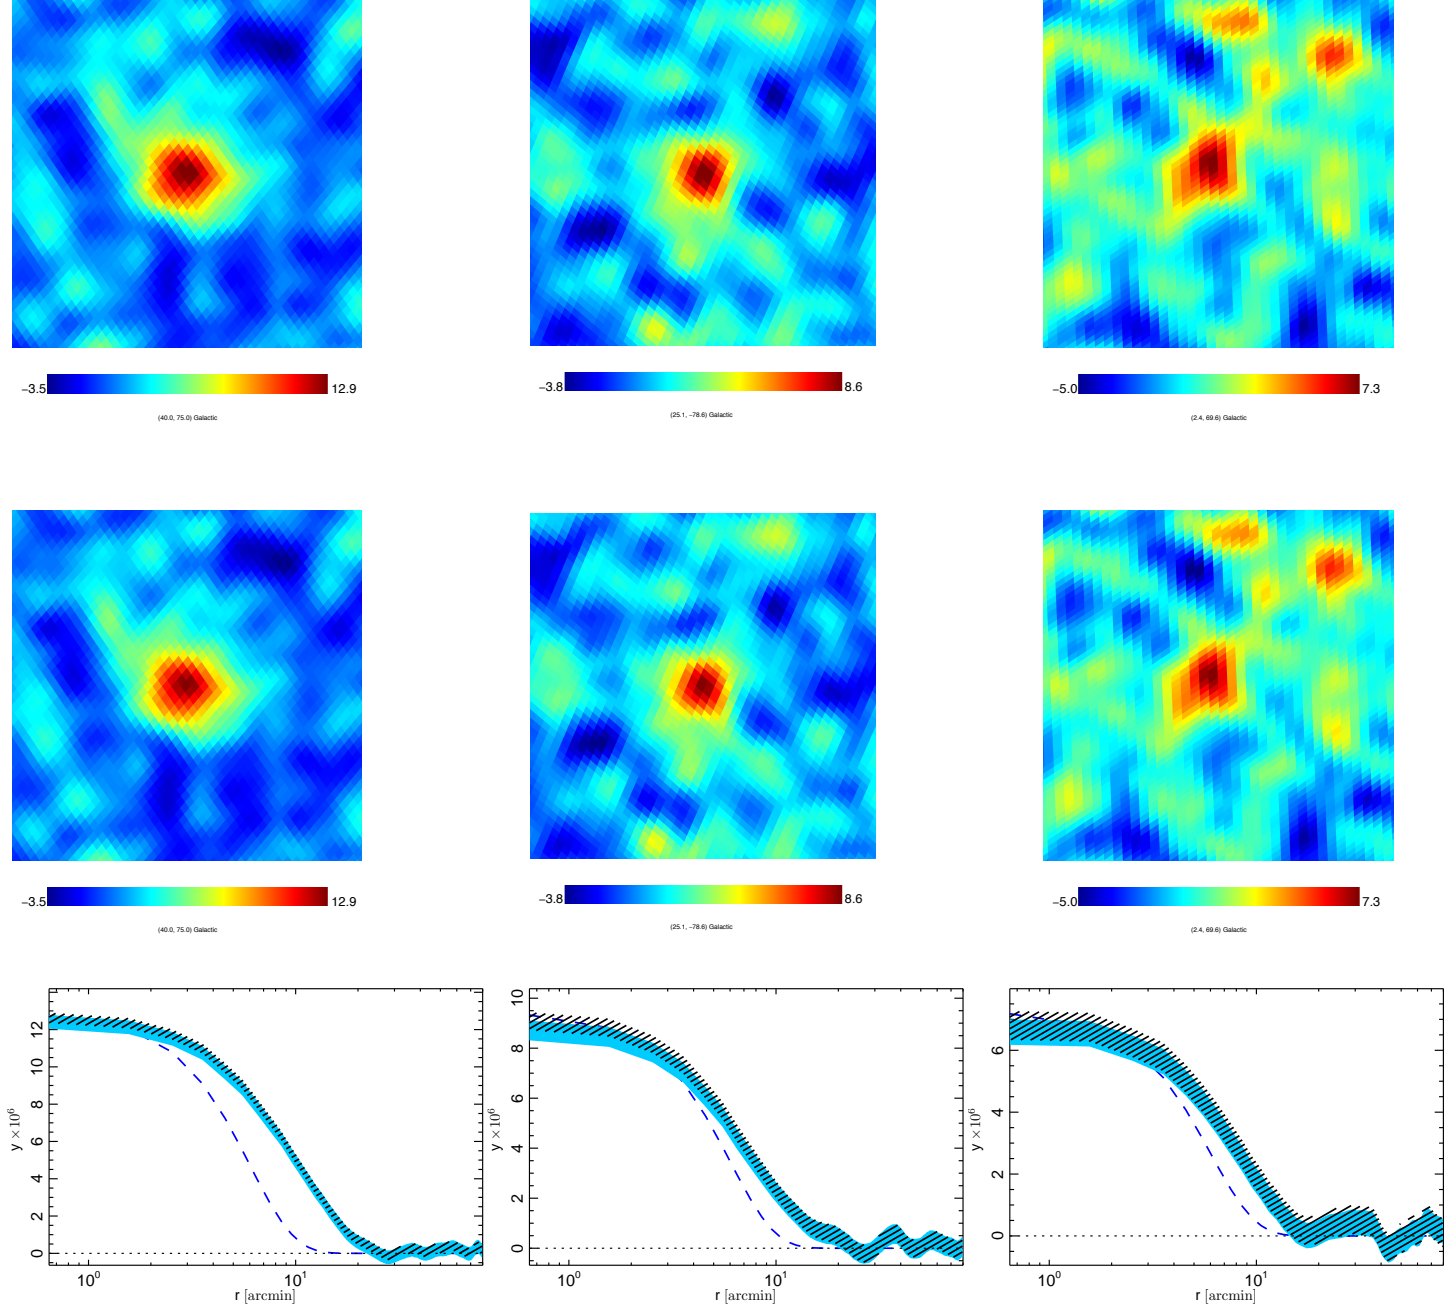 −3.5 12.9 −3.8 8.6 −5.0 7.3
(40.0, 75.0) Galactic (25.1, −78.6) Galactic (2.4, 69.6) Galactic
−3.5 12.9 −3.8 8.6 −5.0 7.3
(40.0, 75.0) Galactic (25.1, −78.6) Galactic (2.4, 69.6) Galactic
y ×10⁶
12
10
8
6
4
2
0
10⁰ 10¹
r [arcmin]
y ×10⁶
10
8
6
4
2
0
10⁰ 10¹
r [arcmin]
y ×10⁶
6
4
2
0
10⁰ 10¹
r [arcmin]